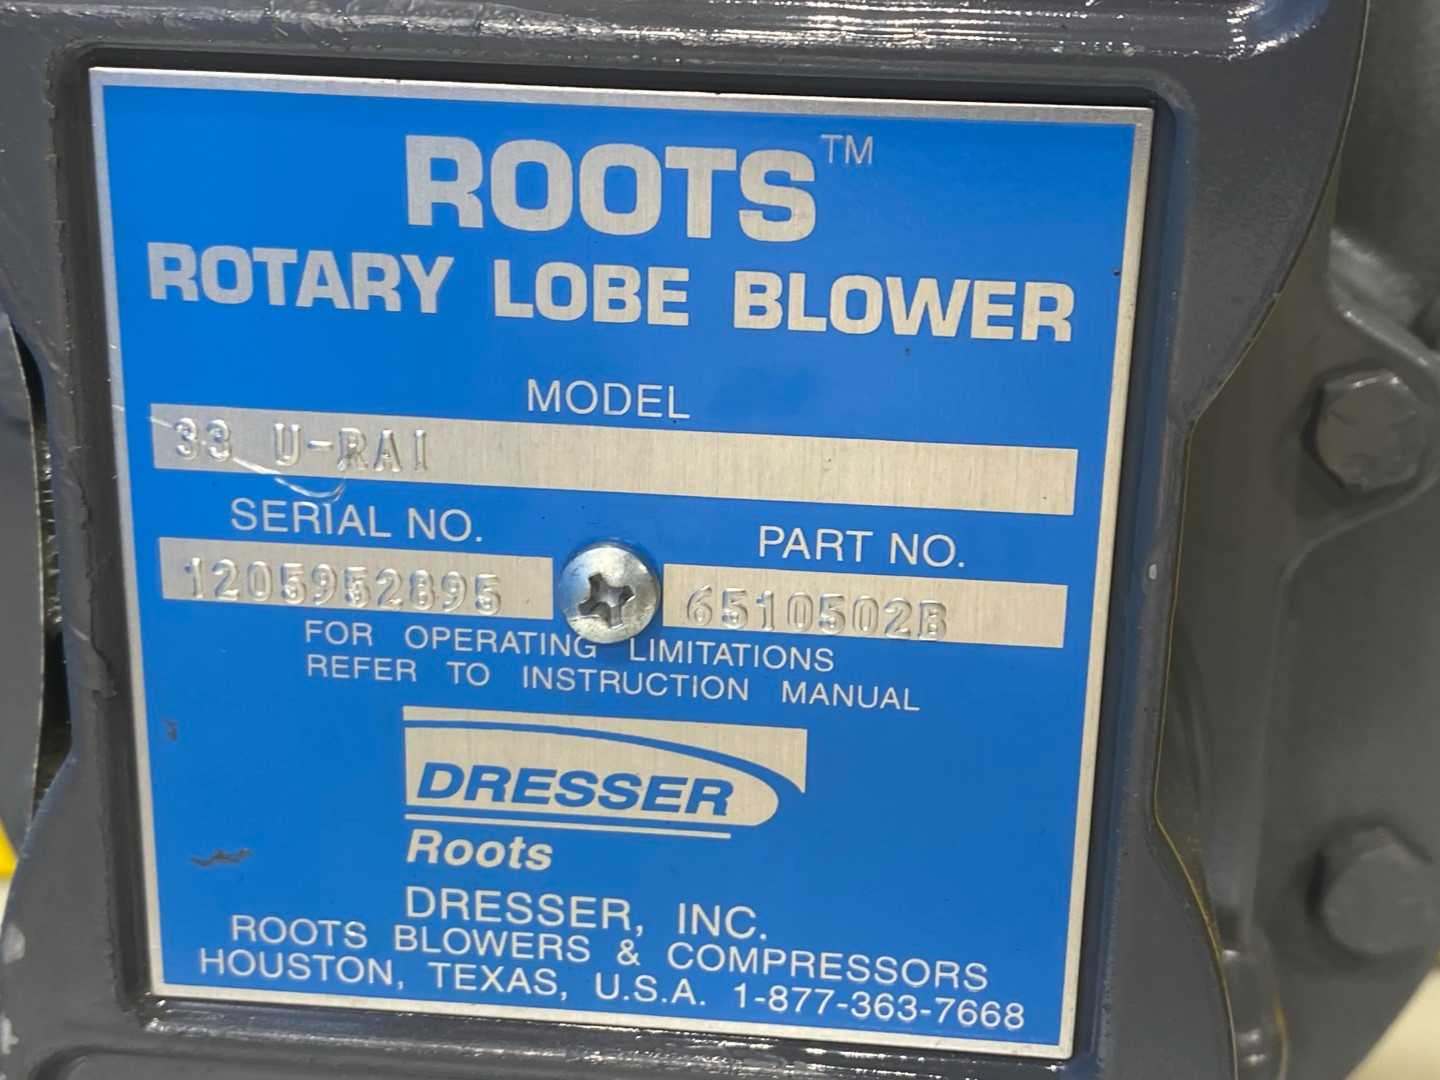 ROOTS™
ROTARY LOBE BLOWER
MODEL
33 U-RAI
SERIAL NO.
PART NO.
1205952895
6510502B
FOR OPERATING LIMITATIONS
REFER TO INSTRUCTION MANUAL
DRESSER
Roots
DRESSER, INC.
ROOTS BLOWERS & COMPRESSORS
HOUSTON, TEXAS, U.S.A. 1-877-363-7668